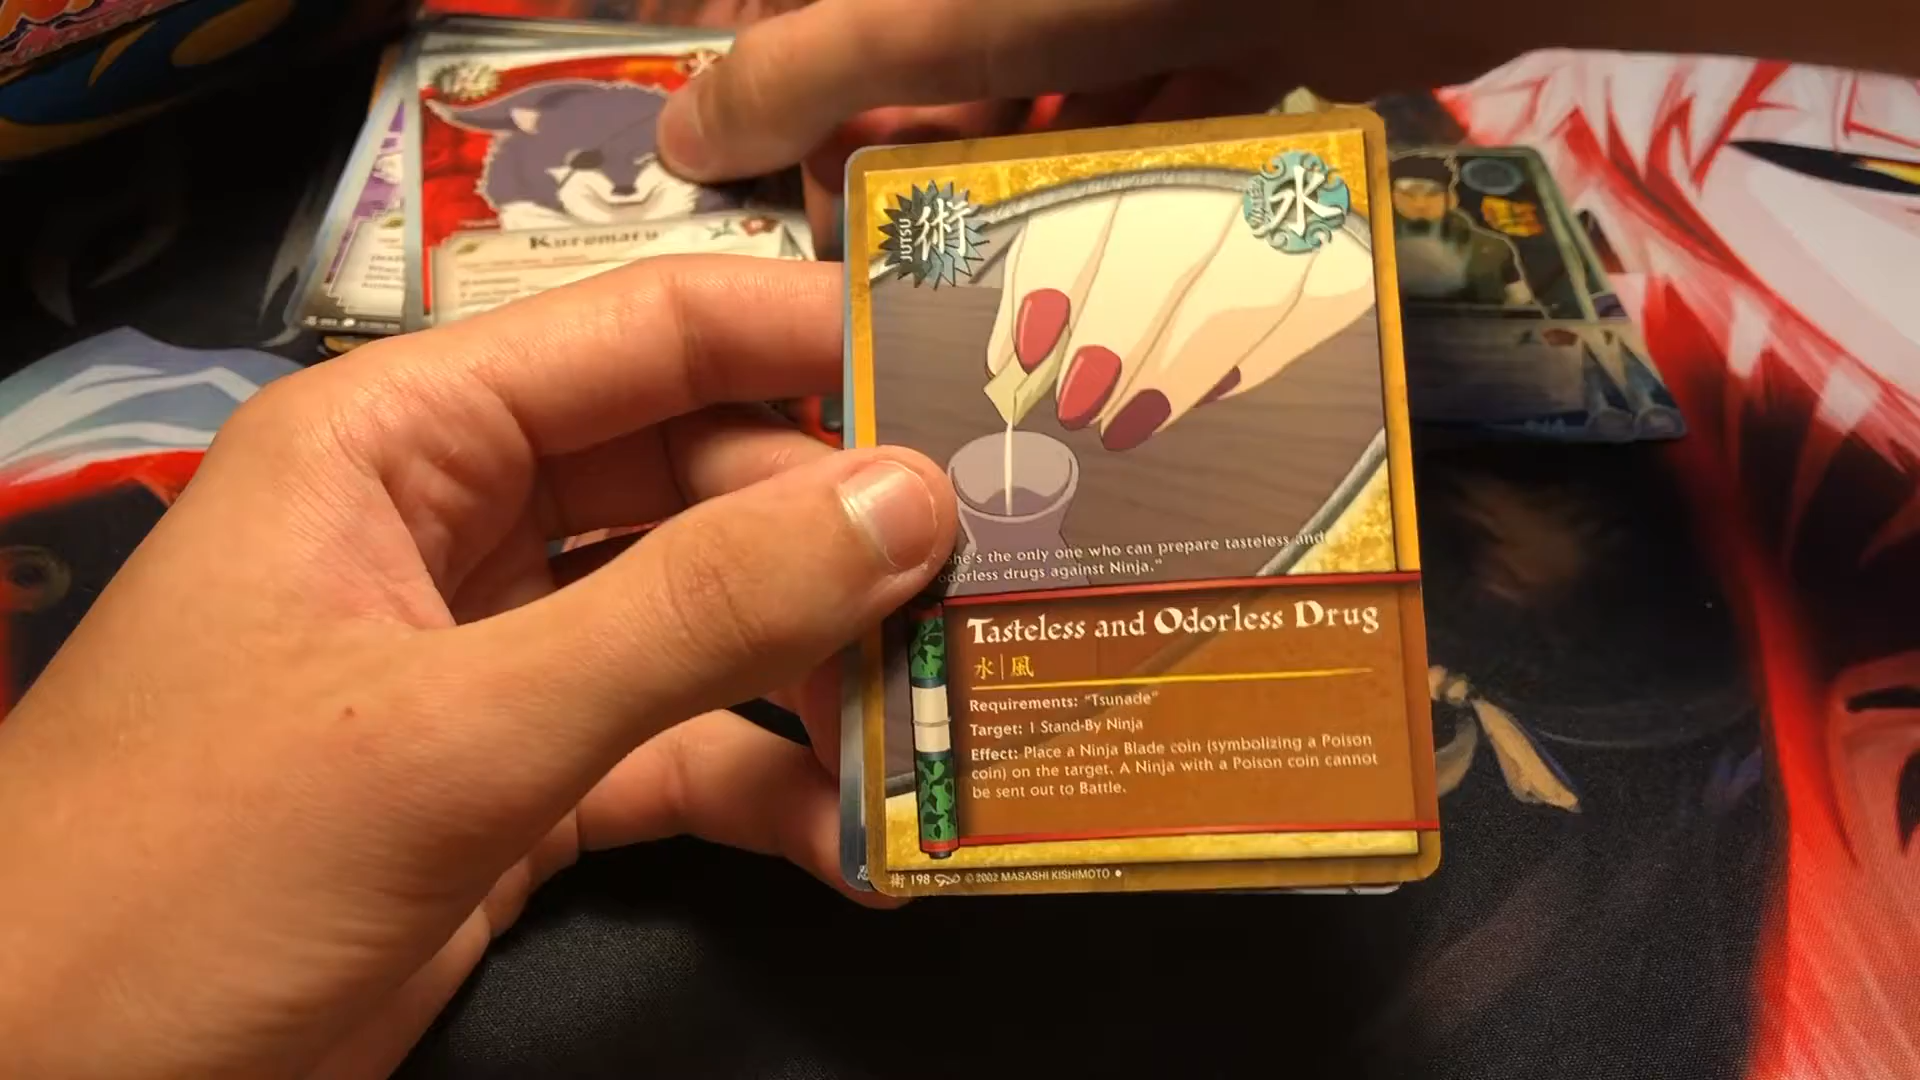 Kuromaru
JUTSU
術
水
he's the only one who can prepare tasteless and
odorless drugs against Ninja."
Tasteless and Odorless Drug
水|風
Requirements: "Tsunade"
Target: 1 Stand-By Ninja
Effect: Place a Ninja Blade coin (symbolizing a Poison
coin) on the target. A Ninja with a Poison coin cannot
be sent out to Battle.
術 198 © 2002 MASASHI KISHIMOTO